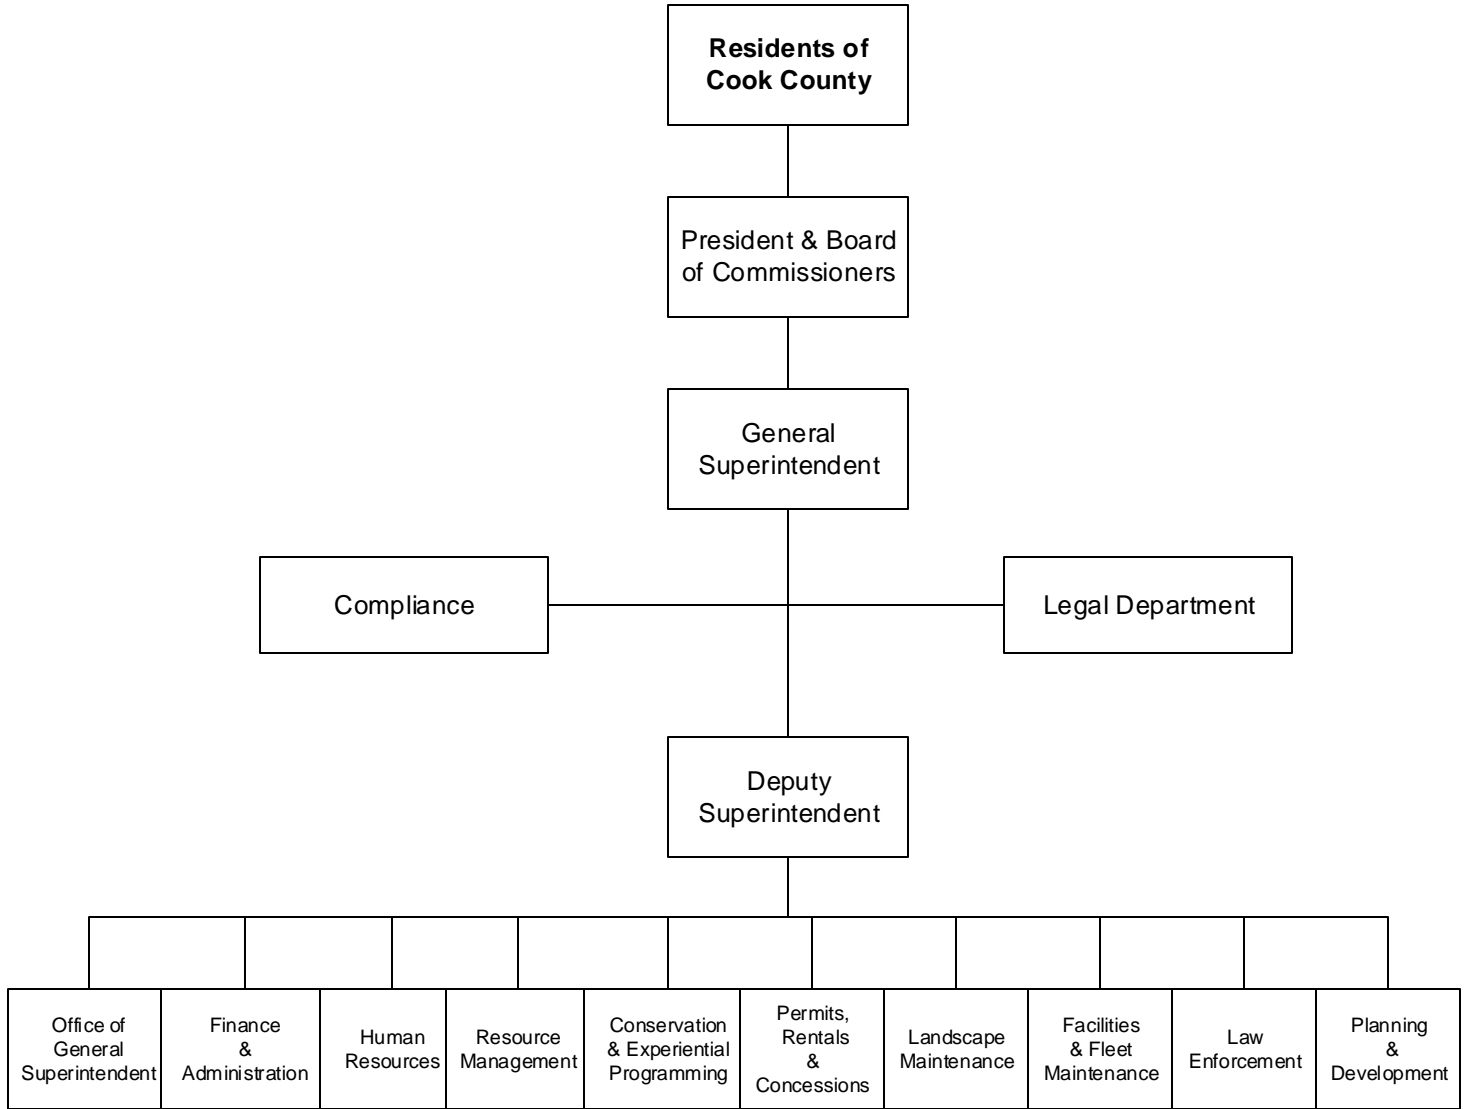 Residents of
Cook County
President & Board
of Commissioners
General
Superintendent
Compliance
Legal Department
Deputy
Superintendent
Office of
General
Superintendent
Finance
&
Administration
Human
Resources
Resource
Management
Conservation
& Experiential
Programming
Permits,
Rentals
&
Concessions
Landscape
Maintenance
Facilities
& Fleet
Maintenance
Law
Enforcement
Planning
&
Development